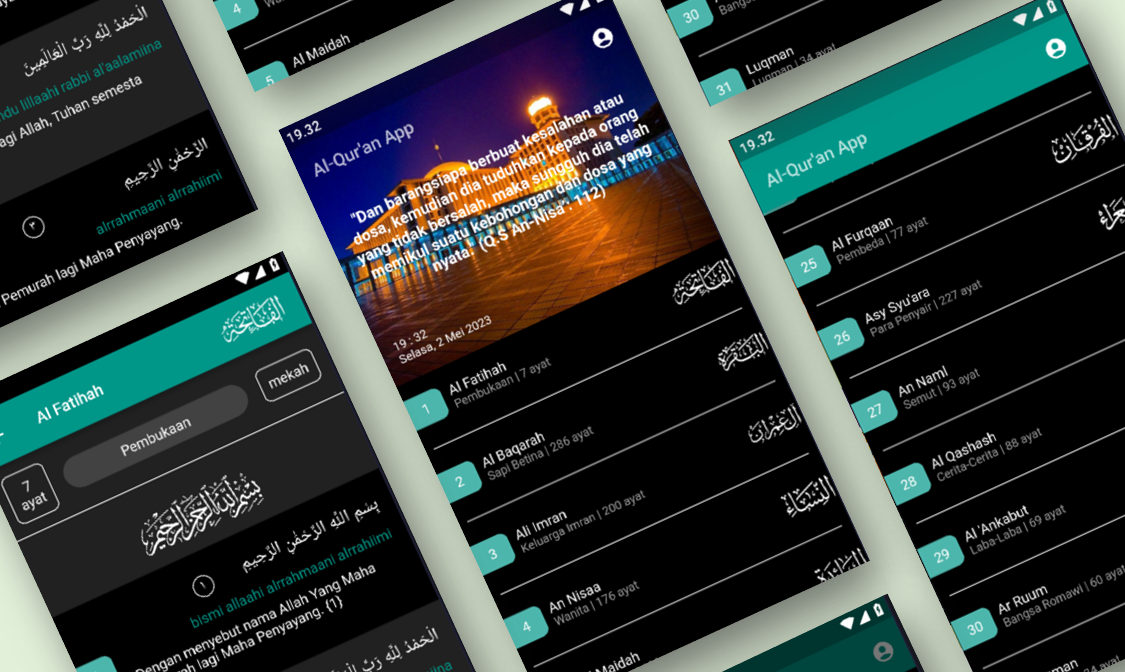 الْحَمْدُ لِلَّهِ رَبِّ الْعَالَمِينَ
lillaahi rabbi al'aalamiina
Allah, Tuhan semesta
الرَّحْمَٰنِ الرَّحِيمِ
٢
alrrahmaani alrrahiimi
Pemurah lagi Maha Penyayang.
Al Fatihah
الفاتحة
7
ayat
Pembukaan
mekah
بسم الله الرحمن الرحيم
بِسْمِ اللَّهِ الرَّحْمَٰنِ الرَّحِيمِ
١
bismi allaahi alrrahmaani alrrahiimi
Dengan menyebut nama Allah Yang Maha
lagi Maha Penyayang. {1}
الْحَمْدُ لِلَّهِ رَبِّ
4
5
Al Maidah
19.32
Al-Qur'an App
"Dan barangsiapa berbuat kesalahan atau
dosa, kemudian dia tuduhkan kepada orang
yang tidak bersalah, maka sungguh dia telah
memikul suatu kebohongan dan dosa yang
nyata." (Q.S An-Nisa': 112)
19 : 32
Selasa, 2 Mei 2023
1
Al Fatihah
Pembukaan | 7 ayat
الفاتحة
2
Al Baqarah
Sapi Betina | 286 ayat
البقرة
3
Ali Imran
Keluarga Imran | 200 ayat
آل عمران
4
An Nisaa
Wanita | 176 ayat
النساء
Maidah
30
Bangsa
31
Luqman
Luqman | 34 ayat
19.32
Al-Qur'an App
25
Al Furqaan
Pembeda | 77 ayat
الفرقان
26
Asy Syu'ara
Para Penyair | 227 ayat
27
An Naml
Semut | 93 ayat
28
Al Qashash
Cerita-Cerita | 88 ayat
29
Al 'Ankabut
Laba-Laba | 69 ayat
30
Ar Ruum
Bangsa Romawi | 60 ayat